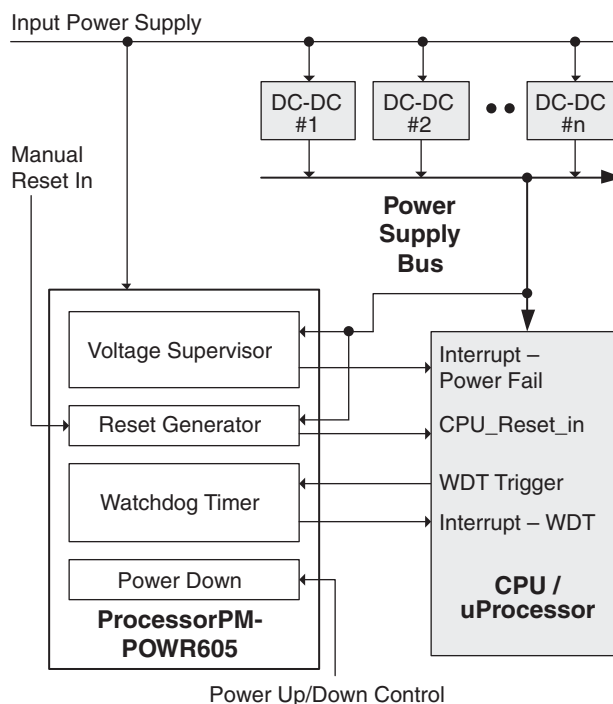 Input Power Supply
DC-DC
#1
DC-DC
#2
DC-DC
#n
Manual
Reset In
Power
Supply
Bus
Voltage Supervisor
Interrupt –
Power Fail
Reset Generator
CPU_Reset_in
Watchdog Timer
WDT Trigger
Interrupt – WDT
Power Down
CPU /
uProcessor
ProcessorPM-
POWR605
Power Up/Down Control